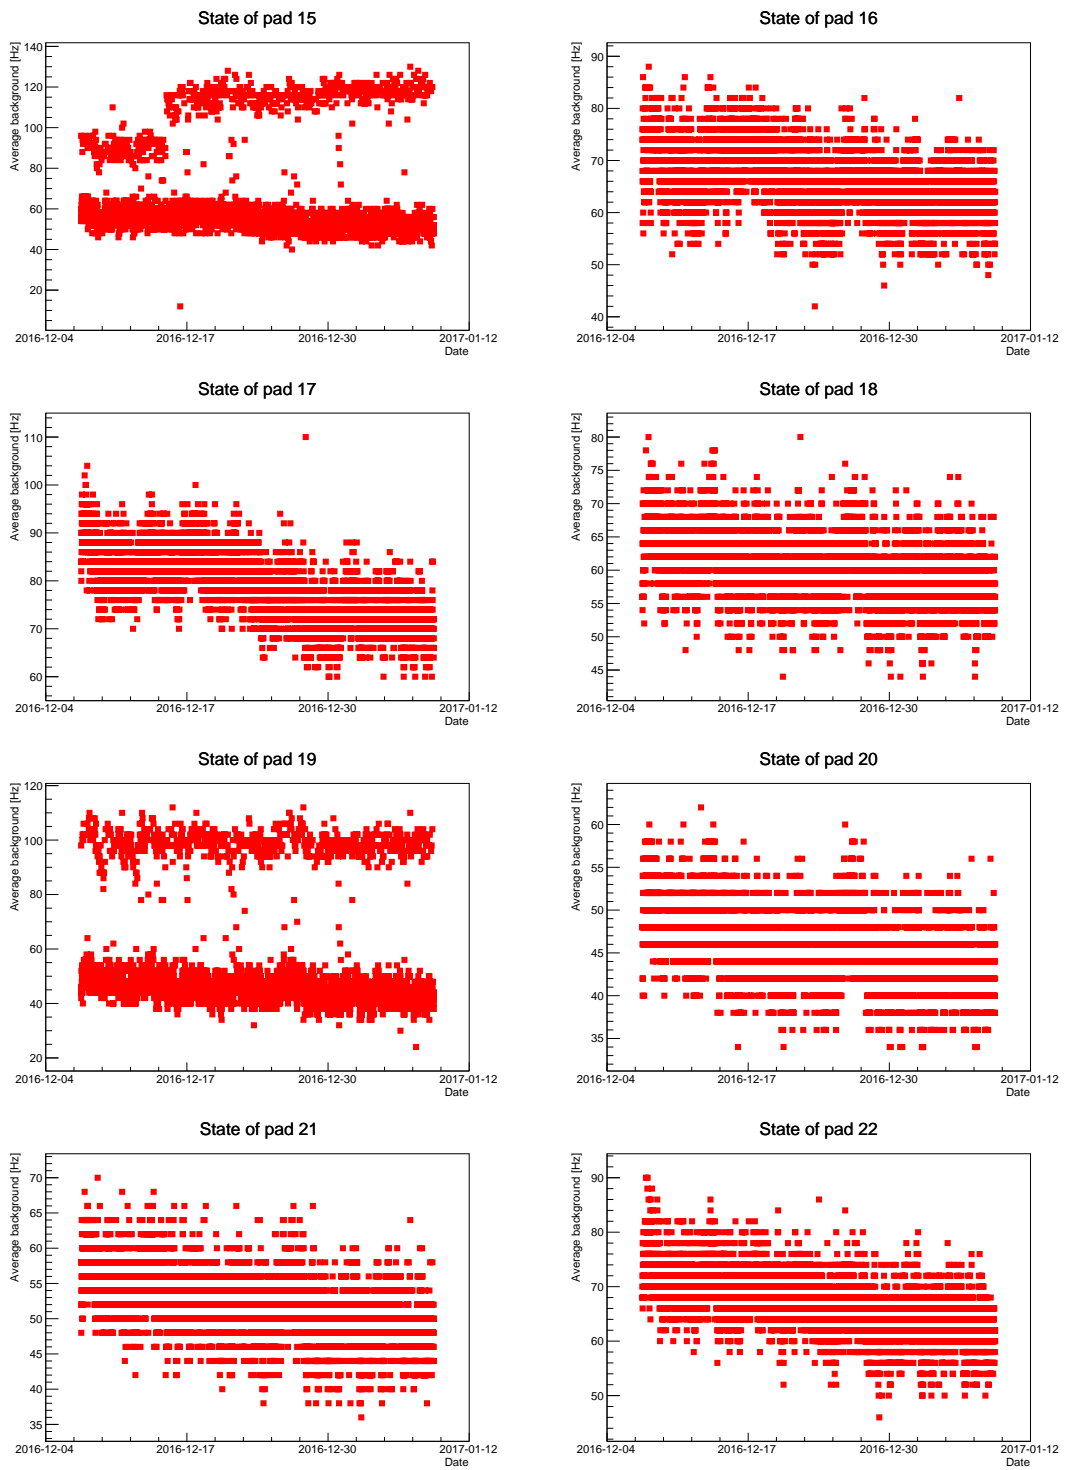 State of pad 15
Average background [Hz]
140
120
100
80
60
40
20
2016-12-04 2016-12-17 2016-12-30 2017-01-12
Date
State of pad 16
Average background [Hz]
90
80
70
60
50
40
2016-12-04 2016-12-17 2016-12-30 2017-01-12
Date
State of pad 17
Average background [Hz]
110
100
90
80
70
60
2016-12-04 2016-12-17 2016-12-30 2017-01-12
Date
State of pad 18
Average background [Hz]
80
75
70
65
60
55
50
45
2016-12-04 2016-12-17 2016-12-30 2017-01-12
Date
State of pad 19
Average background [Hz]
120
100
80
60
40
20
2016-12-04 2016-12-17 2016-12-30 2017-01-12
Date
State of pad 20
Average background [Hz]
60
55
50
45
40
35
2016-12-04 2016-12-17 2016-12-30 2017-01-12
Date
State of pad 21
Average background [Hz]
70
65
60
55
50
45
40
35
2016-12-04 2016-12-17 2016-12-30 2017-01-12
Date
State of pad 22
Average background [Hz]
90
80
70
60
50
2016-12-04 2016-12-17 2016-12-30 2017-01-12
Date